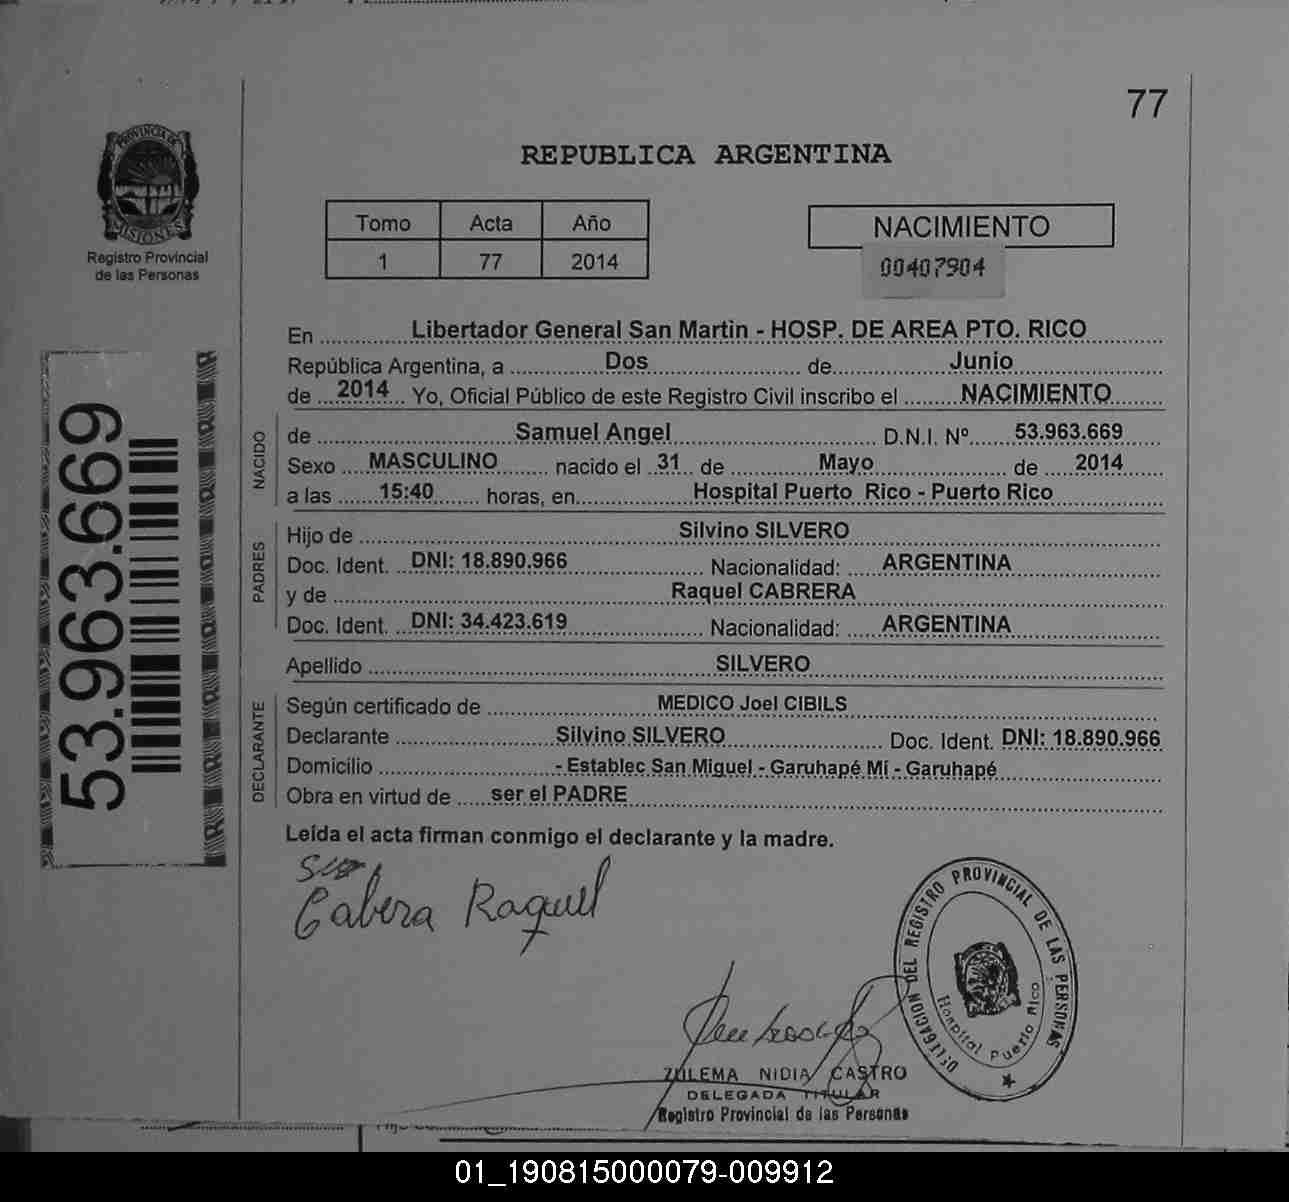 77
PROVINCIA DE
MISIONES
Registro Provincial
de las Personas
REPUBLICA ARGENTINA
Tomo Acta Año
1 77 2014
NACIMIENTO
00407904
53.963.669
En Libertador General San Martin - HOSP. DE AREA PTO. RICO
República Argentina, a Dos de Junio
de 2014 Yo, Oficial Público de este Registro Civil inscribo el NACIMIENTO
NACIDO
de Samuel Angel D.N.I. Nº 53.963.669
Sexo MASCULINO nacido el 31 de Mayo de 2014
a las 15:40 horas, en Hospital Puerto Rico - Puerto Rico
PADRES
Hijo de Silvino SILVERO
Doc. Ident. DNI: 18.890.966 Nacionalidad: ARGENTINA
y de Raquel CABRERA
Doc. Ident. DNI: 34.423.619 Nacionalidad: ARGENTINA
Apellido SILVERO
DECLARANTE
Según certificado de MEDICO Joel CIBILS
Declarante Silvino SILVERO Doc. Ident. DNI: 18.890.966
Domicilio - Establec San Miguel - Garuhapé Mí - Garuhapé
Obra en virtud de ser el PADRE
Leída el acta firman conmigo el declarante y la madre.
Cabera Raquel
DELEGACION DEL REGISTRO PROVINCIAL DE LAS PERSONAS
Hospital Puerto Rico
ZULEMA NIDIA CASTRO
DELEGADA TITULAR
Registro Provincial de las Personas
01_190815000079-009912